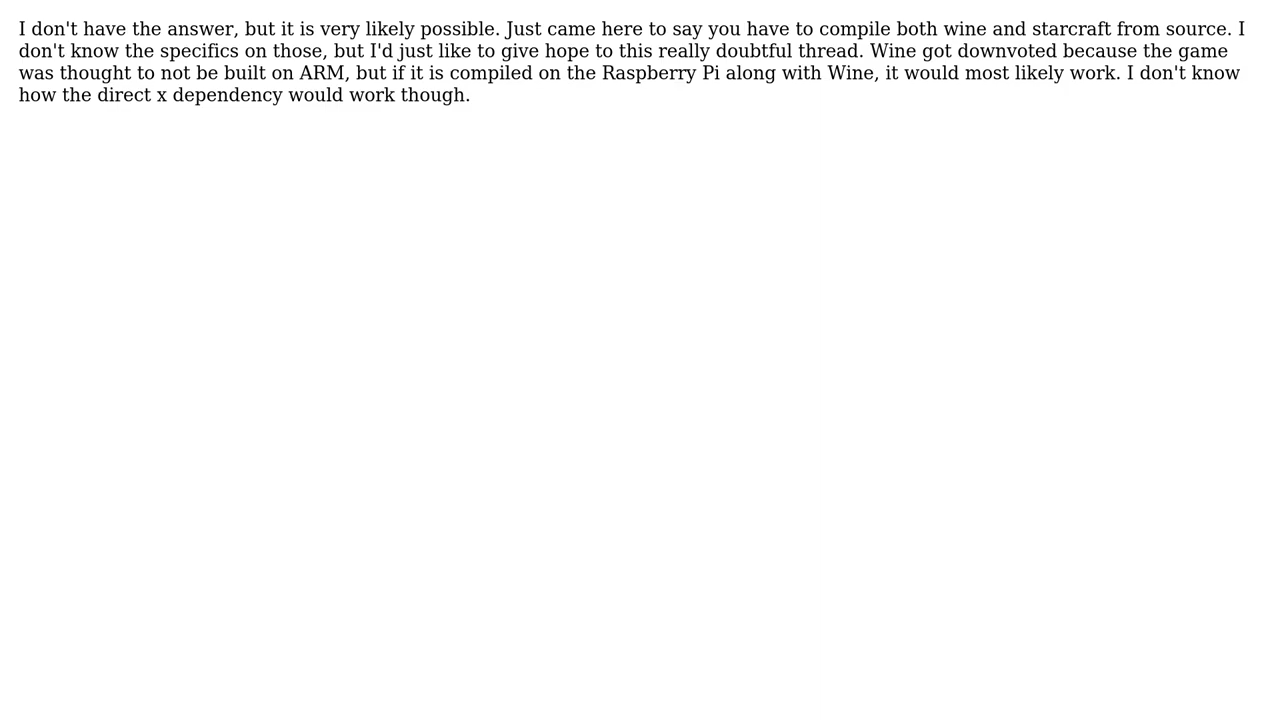 I don't have the answer, but it is very likely possible. Just came here to say you have to compile both wine and starcraft from source. I
don't know the specifics on those, but I'd just like to give hope to this really doubtful thread. Wine got downvoted because the game
was thought to not be built on ARM, but if it is compiled on the Raspberry Pi along with Wine, it would most likely work. I don't know
how the direct x dependency would work though.